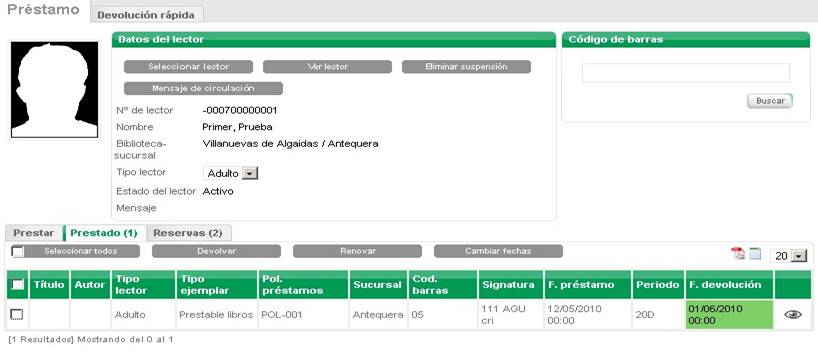 Préstamo
Devolución rápida
Datos del lector
Seleccionar lector
Ver lector
Eliminar suspensión
Mensaje de circulación
Nº de lector -000700000001
Nombre Primer, Prueba
Biblioteca-sucursal Villanuevas de Algaidas / Antequera
Tipo lector Adulto
Estado del lector Activo
Mensaje
Código de barras
Buscar
Prestar Prestado (1) Reservas (2)
Seleccionar todos Devolver Renovar Cambiar fechas 20
Título Autor Tipo lector Tipo ejemplar Pol. préstamos Sucursal Cod. barras Signatura F. préstamo Periodo F. devolución
Adulto Prestable libros POL-001 Antequera 05 111 AGU cri 12/05/2010 00:00 20D 01/06/2010 00:00
[1 Resultados] Mostrando del 0 al 1